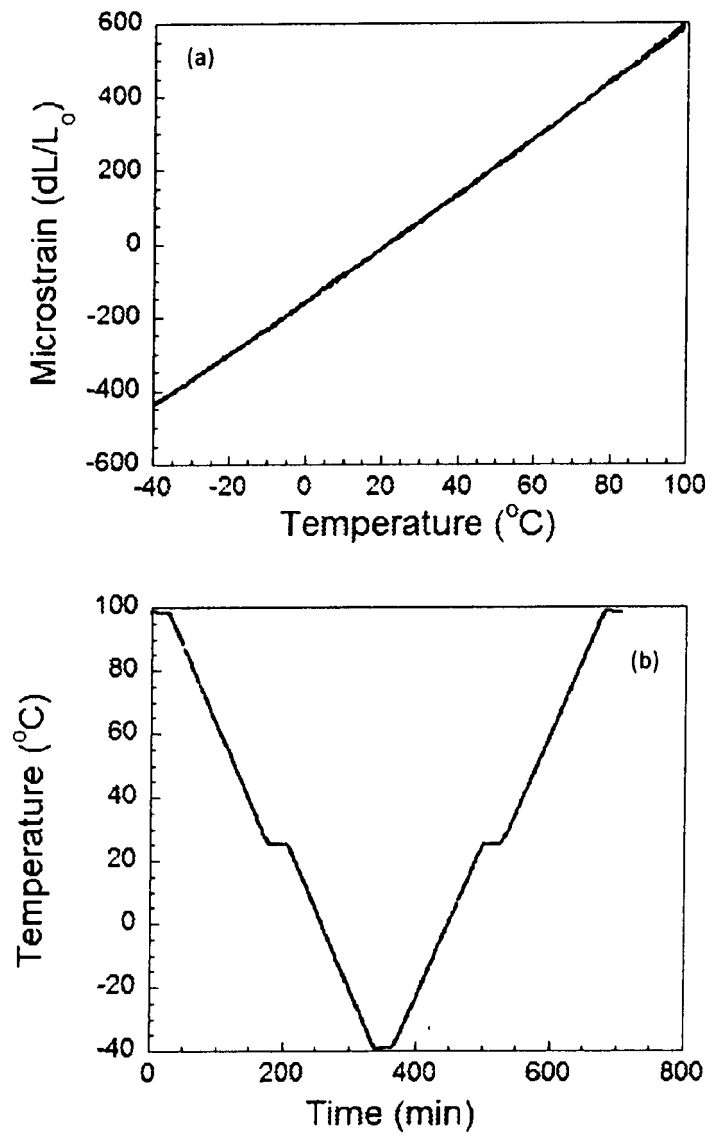 (a)
Microstrain (dL/Lₒ)
600
400
200
0
-200
-400
-600
-40 -20 0 20 40 60 80 100
Temperature (°C)
(b)
Temperature (°C)
100
80
60
40
20
0
-20
-40
0 200 400 600 800
Time (min)